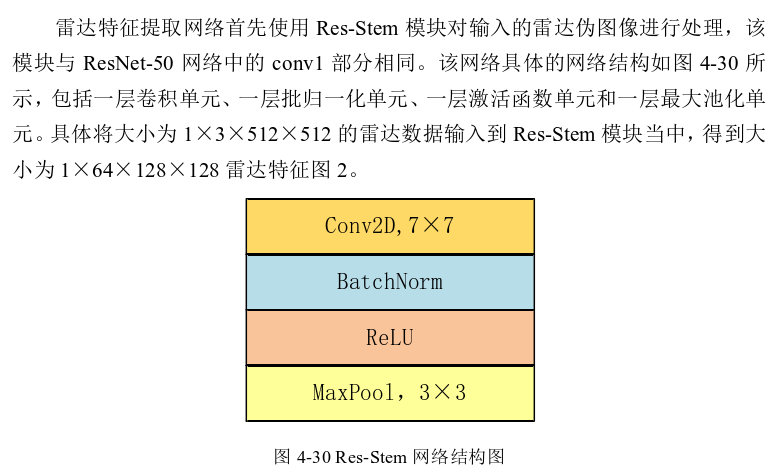 雷达特征提取网络首先使用 Res-Stem 模块对输入的雷达伪图像进行处理，该
模块与 ResNet-50 网络中的 conv1 部分相同。该网络具体的网络结构如图 4-30 所
示，包括一层卷积单元、一层批归一化单元、一层激活函数单元和一层最大池化单
元。具体将大小为 1×3×512×512 的雷达数据输入到 Res-Stem 模块当中，得到大
小为 1×64×128×128 雷达特征图 2。
Conv2D,7×7
BatchNorm
ReLU
MaxPool，3×3
图 4-30 Res-Stem 网络结构图